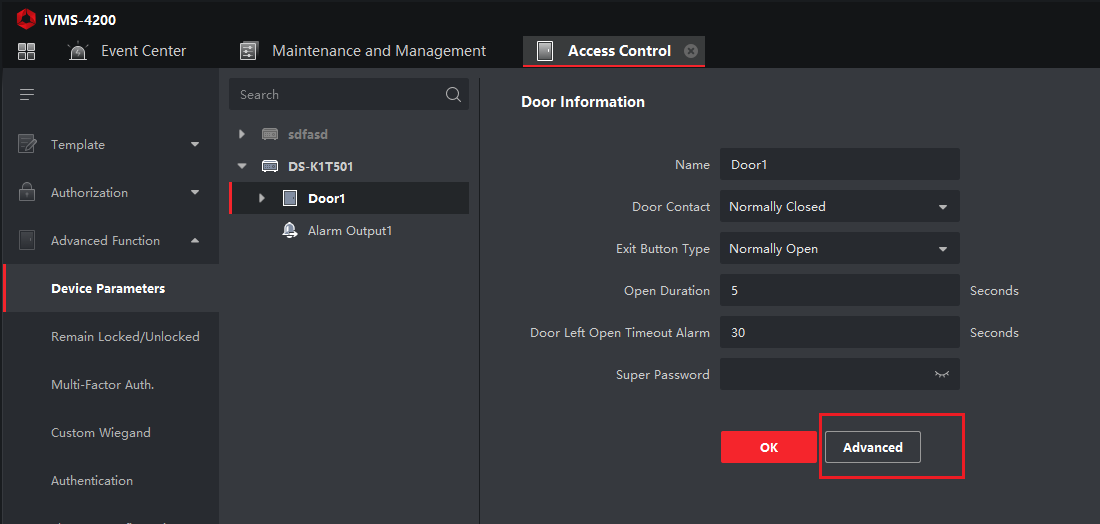 iVMS-4200
Event Center
Maintenance and Management
Access Control
Template
Authorization
Advanced Function
Device Parameters
Remain Locked/Unlocked
Multi-Factor Auth.
Custom Wiegand
Authentication
Search
sdfasd
DS-K1T501
Door1
Alarm Output1
Door Information
Name Door1
Door Contact Normally Closed
Exit Button Type Normally Open
Open Duration 5 Seconds
Door Left Open Timeout Alarm 30 Seconds
Super Password
OK Advanced